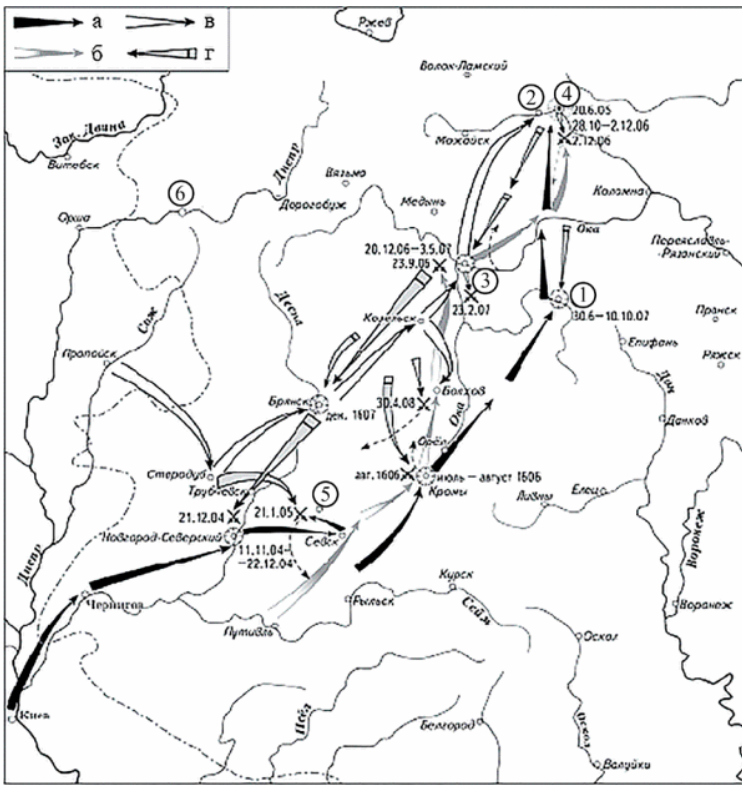 а
в
б
г
Ржев
Волок-Ламский
Зап. Двина
2
4
20.6.05
28.10–2.12.06
2.12.06
Можайск
Витебск
Днепр
Вязьма
6
Дорогобуж
Медынь
Коломна
Орша
Ока
Переяславль-Рязанский
20.12.06–3.5.07
23.9.06
3
23.2.07
1
30.6–10.10.07
Десна
Сож
Козельск
Пронск
Епифань
Ряжск
Пропойск
Дон
Брянск
дек. 1607
Болхов
30.4.08
Ока
Данков
Орёл
Стародуб
Трубчевск
авг. 1606
июль – август 1606
Кромы
Ливны
Елец
5
21.12.04
21.1.05
Новгород-Северский
11.11.04–
–22.12.04
Севск
Днепр
Воронеж
Чернигов
Рыльск
Курск
Сейм
Воронеж
Путивль
Оскол
Киев
Псёл
Белгород
Оскол
Валуйки